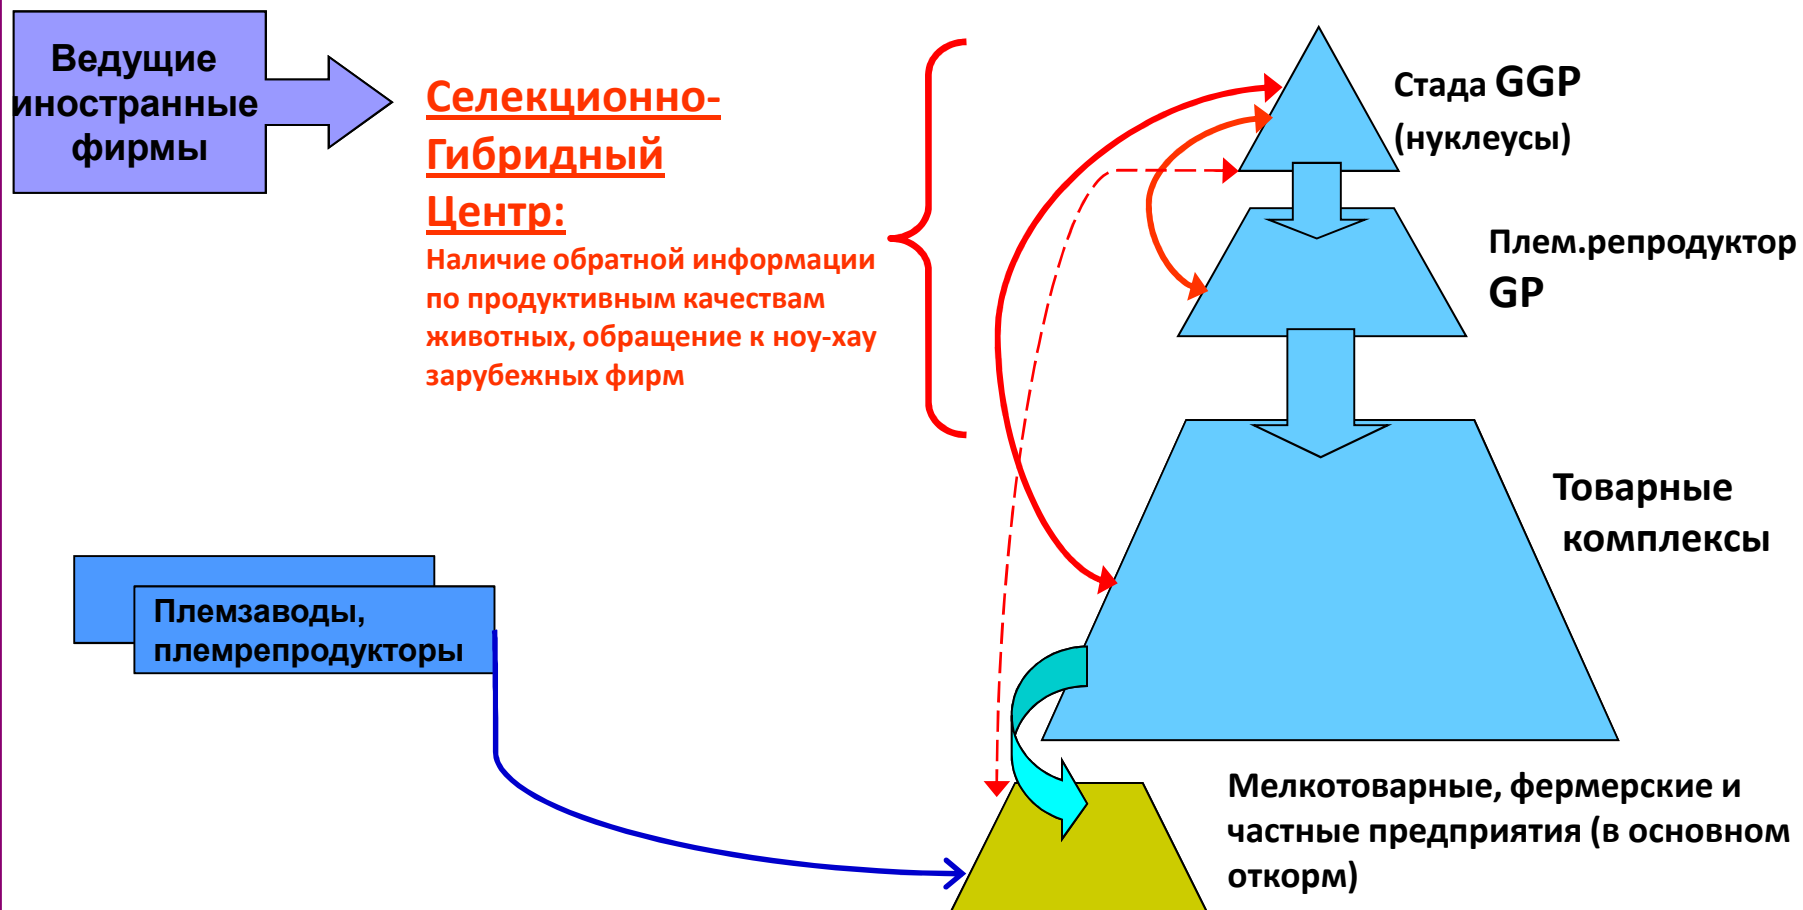 Ведущие
иностранные
фирмы
Селекционно-
Гибридный
Центр:
Наличие обратной информации
по продуктивным качествам
животных, обращение к ноу-хау
зарубежных фирм
Стада GGP
(нуклеусы)
Плем.репродуктор
GP
Товарные
комплексы
Племзаводы,
племрепродукторы
Мелкотоварные, фермерские и
частные предприятия (в основном
откорм)